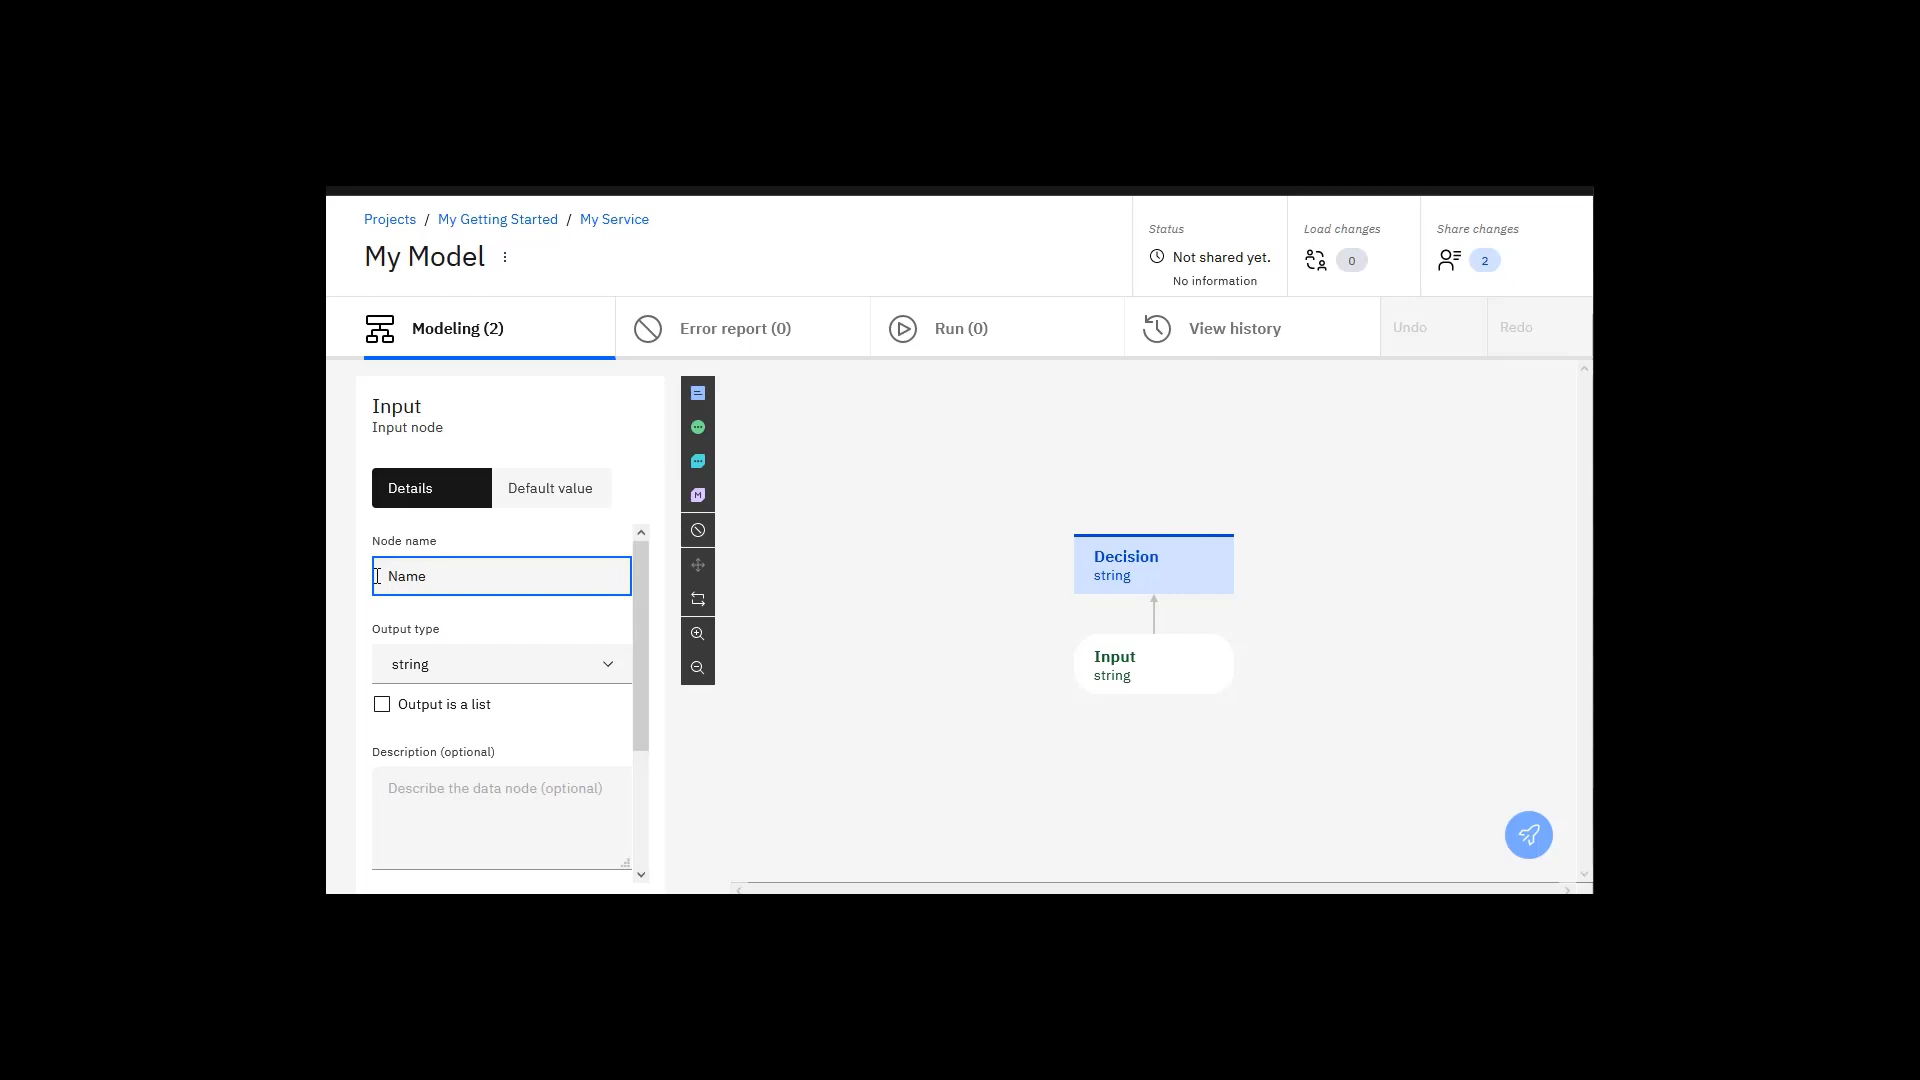 Projects / My Getting Started / My Service
My Model
Status
Not shared yet.
No information
Load changes
0
Share changes
2
Modeling (2)
Error report (0)
Run (0)
View history
Undo
Redo
Input
Input node
Details
Default value
Node name
Name
Output type
string
Output is a list
Description (optional)
Describe the data node (optional)
M
Decision
string
Input
string